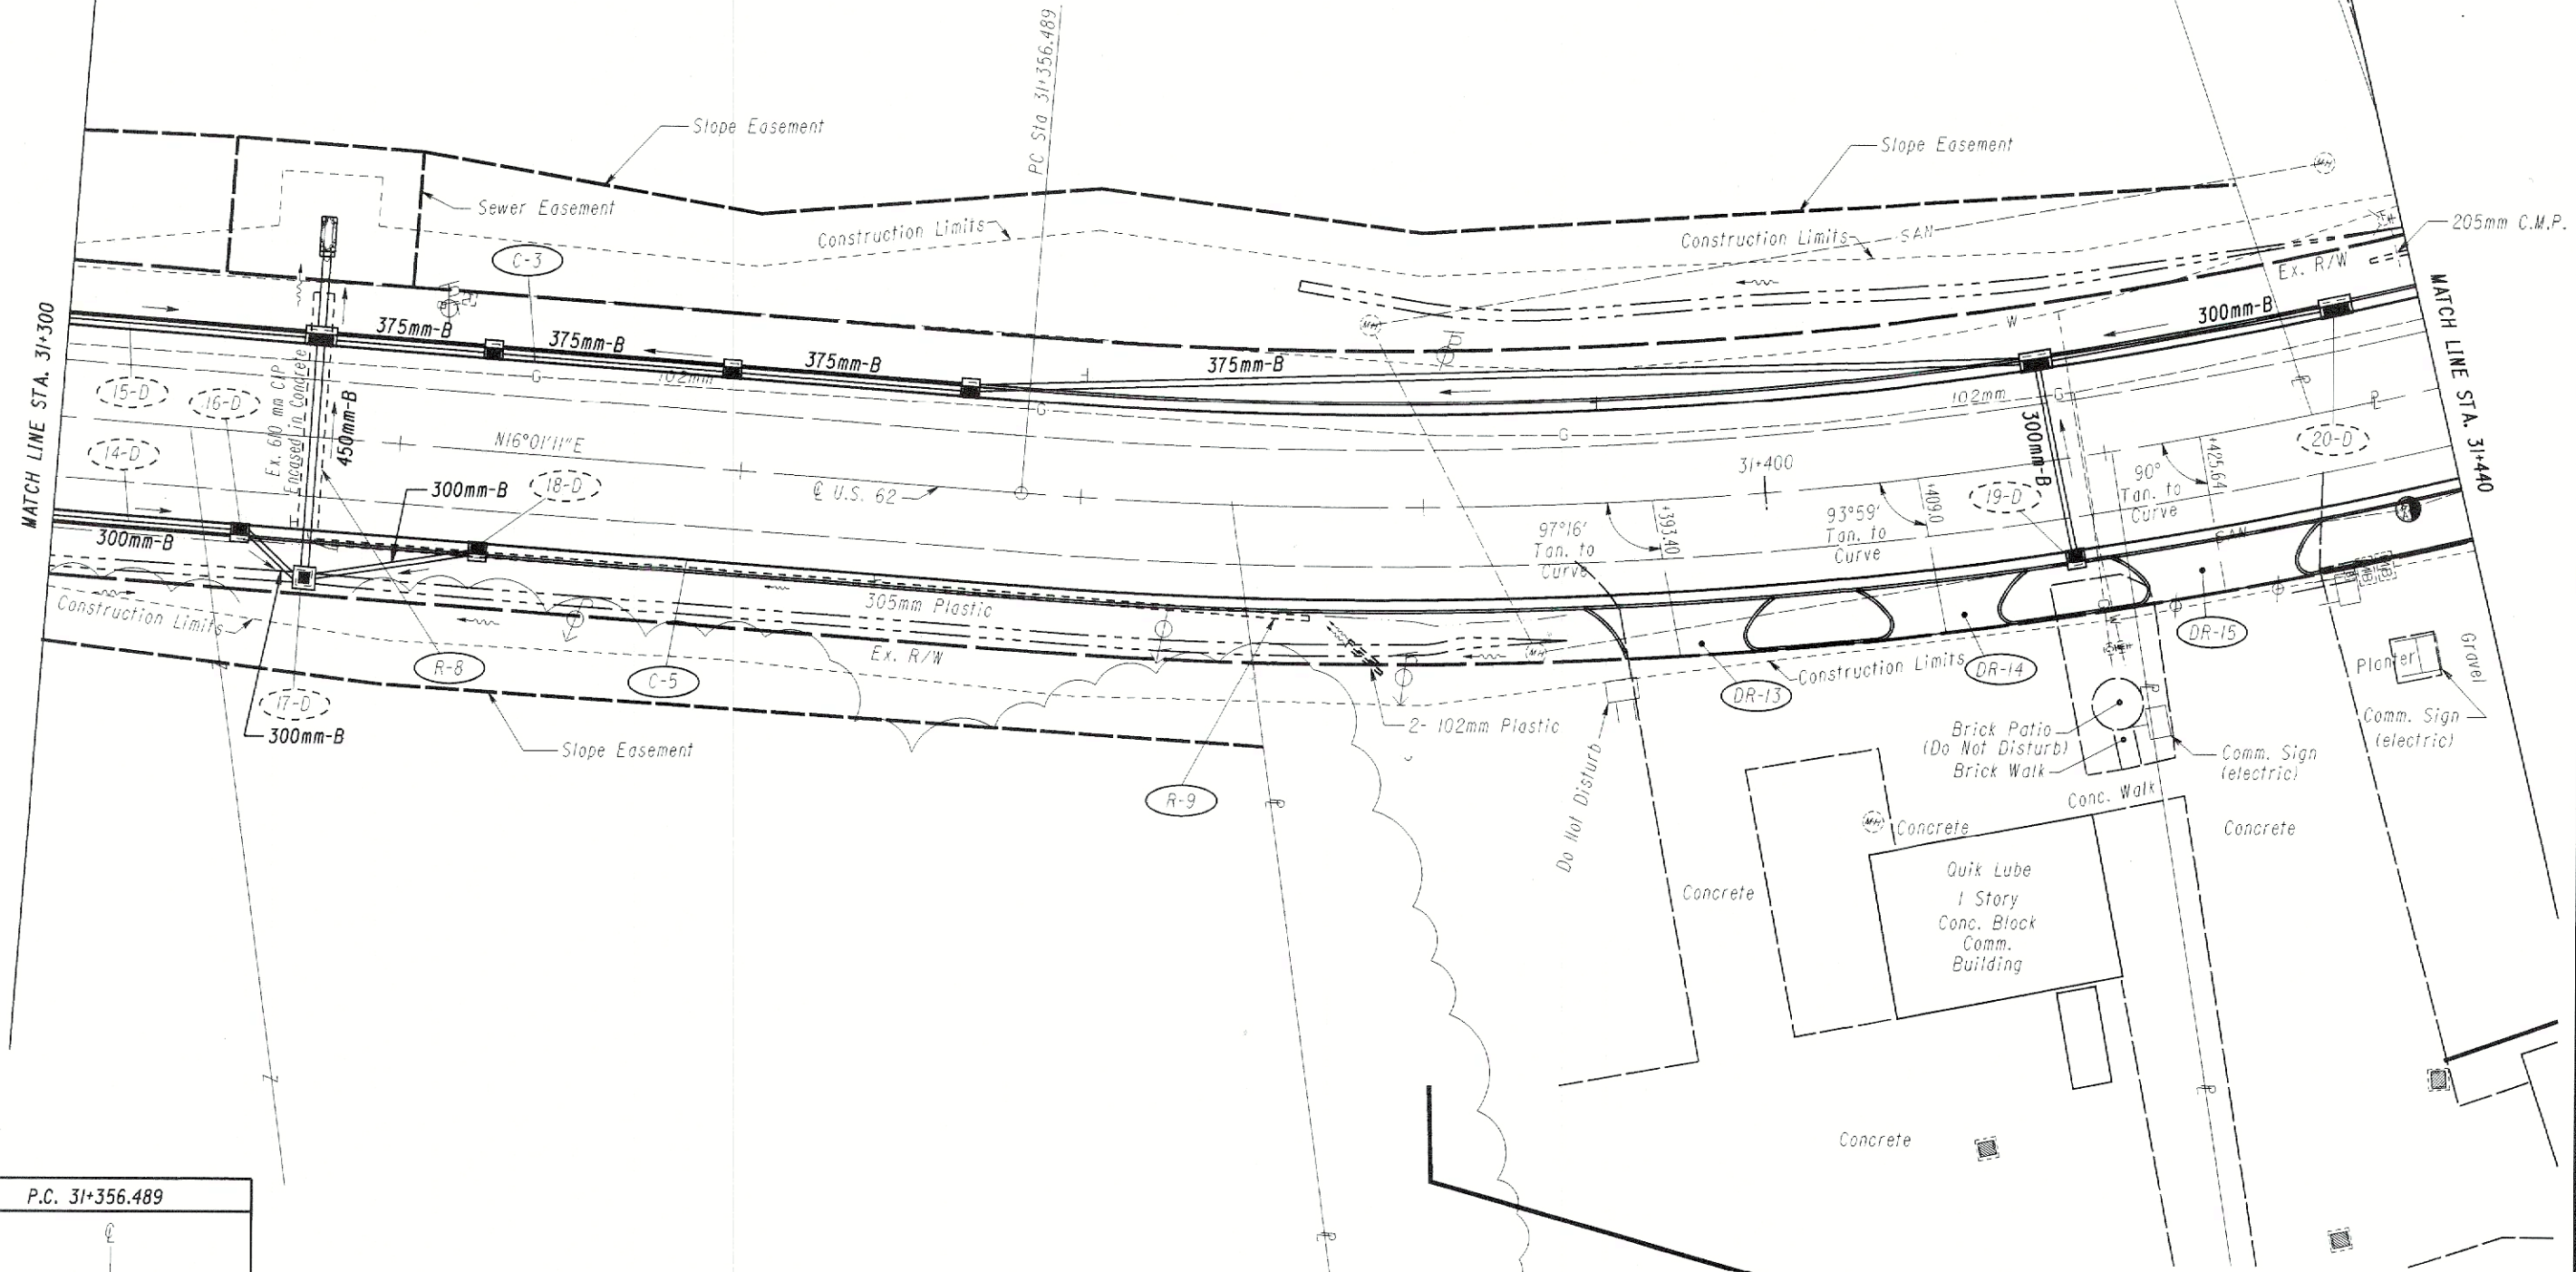 PC Sta 31+356.489
Slope Easement
Slope Easement
Sewer Easement
Construction Limits
Construction Limits
SAN
MH
205mm C.M.P.
Ex. R/W
C-3
MATCH LINE STA. 31+300
MATCH LINE STA. 31+440
375mm-B
375mm-B
375mm-B
375mm-B
300mm-B
MH
W
G
102mm
G
G
102mm
G
15-D
16-D
14-D
Ex. 610 mm CIP
Encased in Concrete
450mm-B
N16°01'11"E
300mm-B
18-D
℄ U.S. 62
31+400
97°16'
Tan. to
Curve
+393.40
93°59'
Tan. to
Curve
+409.0
19-D
300mm-B
90°
Tan. to
Curve
+425.64
20-D
300mm-B
305mm Plastic
Construction Limits
Ex. R/W
R-8
C-5
17-D
300mm-B
Slope Easement
R-9
MH
2- 102mm Plastic
Do Not Disturb
DR-13
Construction Limits
DR-14
DR-15
SAN
Planter
Gravel
Comm. Sign
(electric)
Brick Patio
(Do Not Disturb)
Brick Walk
Comm. Sign
(electric)
Conc. Walk
MH
Concrete
Concrete
Concrete
Quik Lube
1 Story
Conc. Block
Comm.
Building
Concrete
P.C. 31+356.489
℄